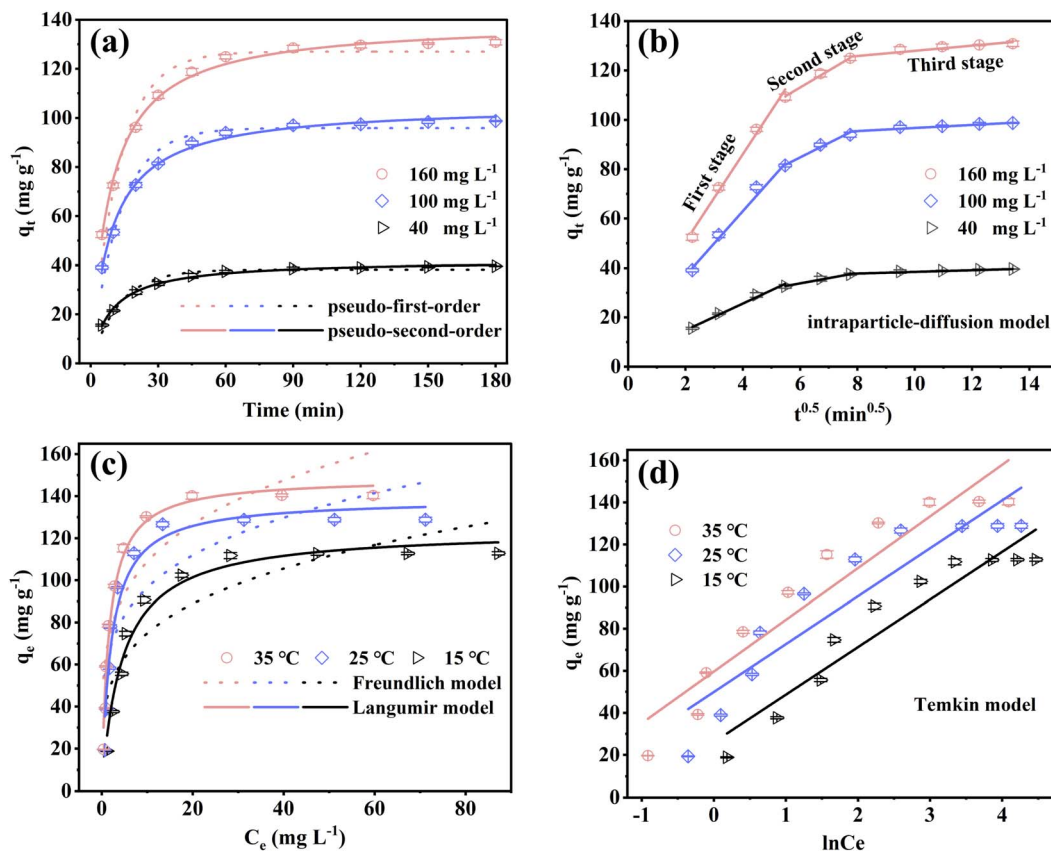 (a)
140
120
100
80
60
40
20
0
q_t (mg g⁻¹)
160 mg L⁻¹
100 mg L⁻¹
40 mg L⁻¹
pseudo-first-order
pseudo-second-order
0 30 60 90 120 150 180
Time (min)
(b)
140
120
100
80
60
40
20
0
q_t (mg g⁻¹)
First stage
Second stage
Third stage
160 mg L⁻¹
100 mg L⁻¹
40 mg L⁻¹
intraparticle-diffusion model
0 2 4 6 8 10 12 14
t^0.5 (min^0.5)
(c)
160
140
120
100
80
60
40
20
0
q_e (mg g⁻¹)
35 ℃ 25 ℃ 15 ℃
Freundlich model
Langumir model
0 20 40 60 80
C_e (mg L⁻¹)
(d)
160
140
120
100
80
60
40
20
0
q_e (mg g⁻¹)
35 ℃
25 ℃
15 ℃
Temkin model
-1 0 1 2 3 4
lnCe